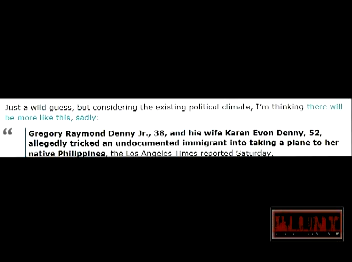 Just a wild guess, but considering the existing political climate, I'm thinking there will
be more like this, sadly:
Gregory Raymond Denny Jr., 38, and his wife Karen Evon Denny, 52,
allegedly tricked an undocumented immigrant into taking a plane to her
native Philippines, the Los Angeles Times reported Saturday.